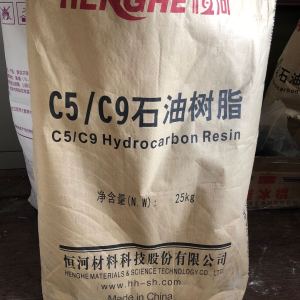 HENGHE恒河
C5/C9石油树脂
C5/C9 Hydrocarbon Resin
净含量(N.W): 25kg
恒河材料科技股份有限公司
HENGHE MATERIALS & SCIENCE TECHNOLOGY CO., LTD
www.hh-sh.com
Made in China